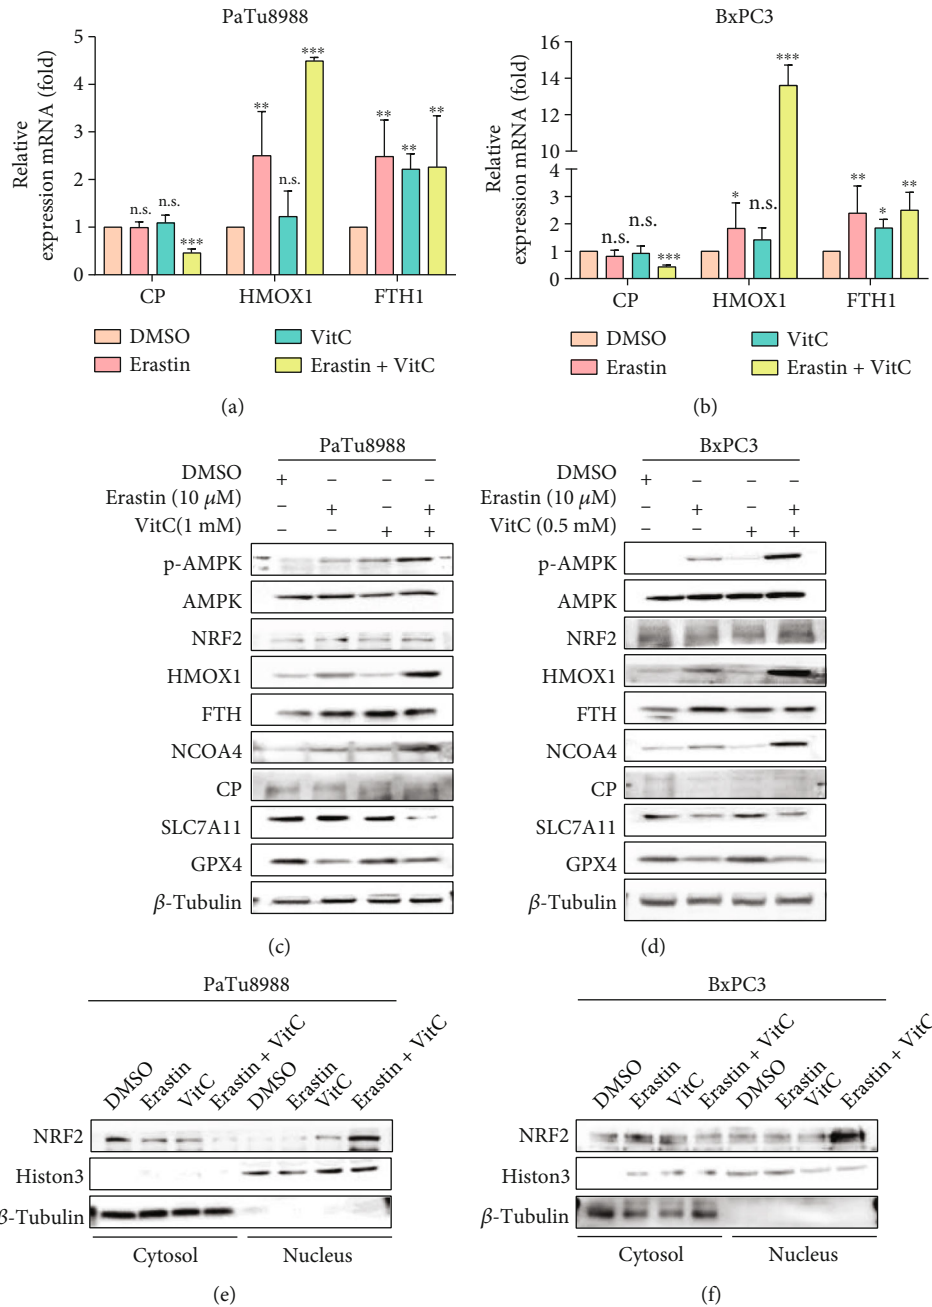 PaTu8988
Relative
expression mRNA (fold)
5
4
3
2
1
0
n.s.
n.s.
***
**
n.s.
***
**
**
**
CP
HMOX1
FTH1
DMSO
VitC
Erastin
Erastin + VitC
(a)
BxPC3
Relative
expression mRNA (fold)
16
14
12
10
4
3
2
1
0
n.s.
n.s.
***
*
n.s.
***
**
*
**
CP
HMOX1
FTH1
DMSO
VitC
Erastin
Erastin + VitC
(b)
PaTu8988
DMSO + – – –
Erastin (10 μM) – + – +
VitC(1 mM) – – + +
p-AMPK
AMPK
NRF2
HMOX1
FTH
NCOA4
CP
SLC7A11
GPX4
β-Tubulin
(c)
BxPC3
DMSO + – – –
Erastin (10 μM) – + – +
VitC (0.5 mM) – – + +
p-AMPK
AMPK
NRF2
HMOX1
FTH
NCOA4
CP
SLC7A11
GPX4
β-Tubulin
(d)
PaTu8988
DMSO Erastin VitC Erastin + VitC DMSO Erastin VitC Erastin + VitC
NRF2
Histon3
β-Tubulin
Cytosol Nucleus
(e)
BxPC3
DMSO Erastin VitC Erastin + VitC DMSO Erastin VitC Erastin + VitC
NRF2
Histon3
β-Tubulin
Cytosol Nucleus
(f)